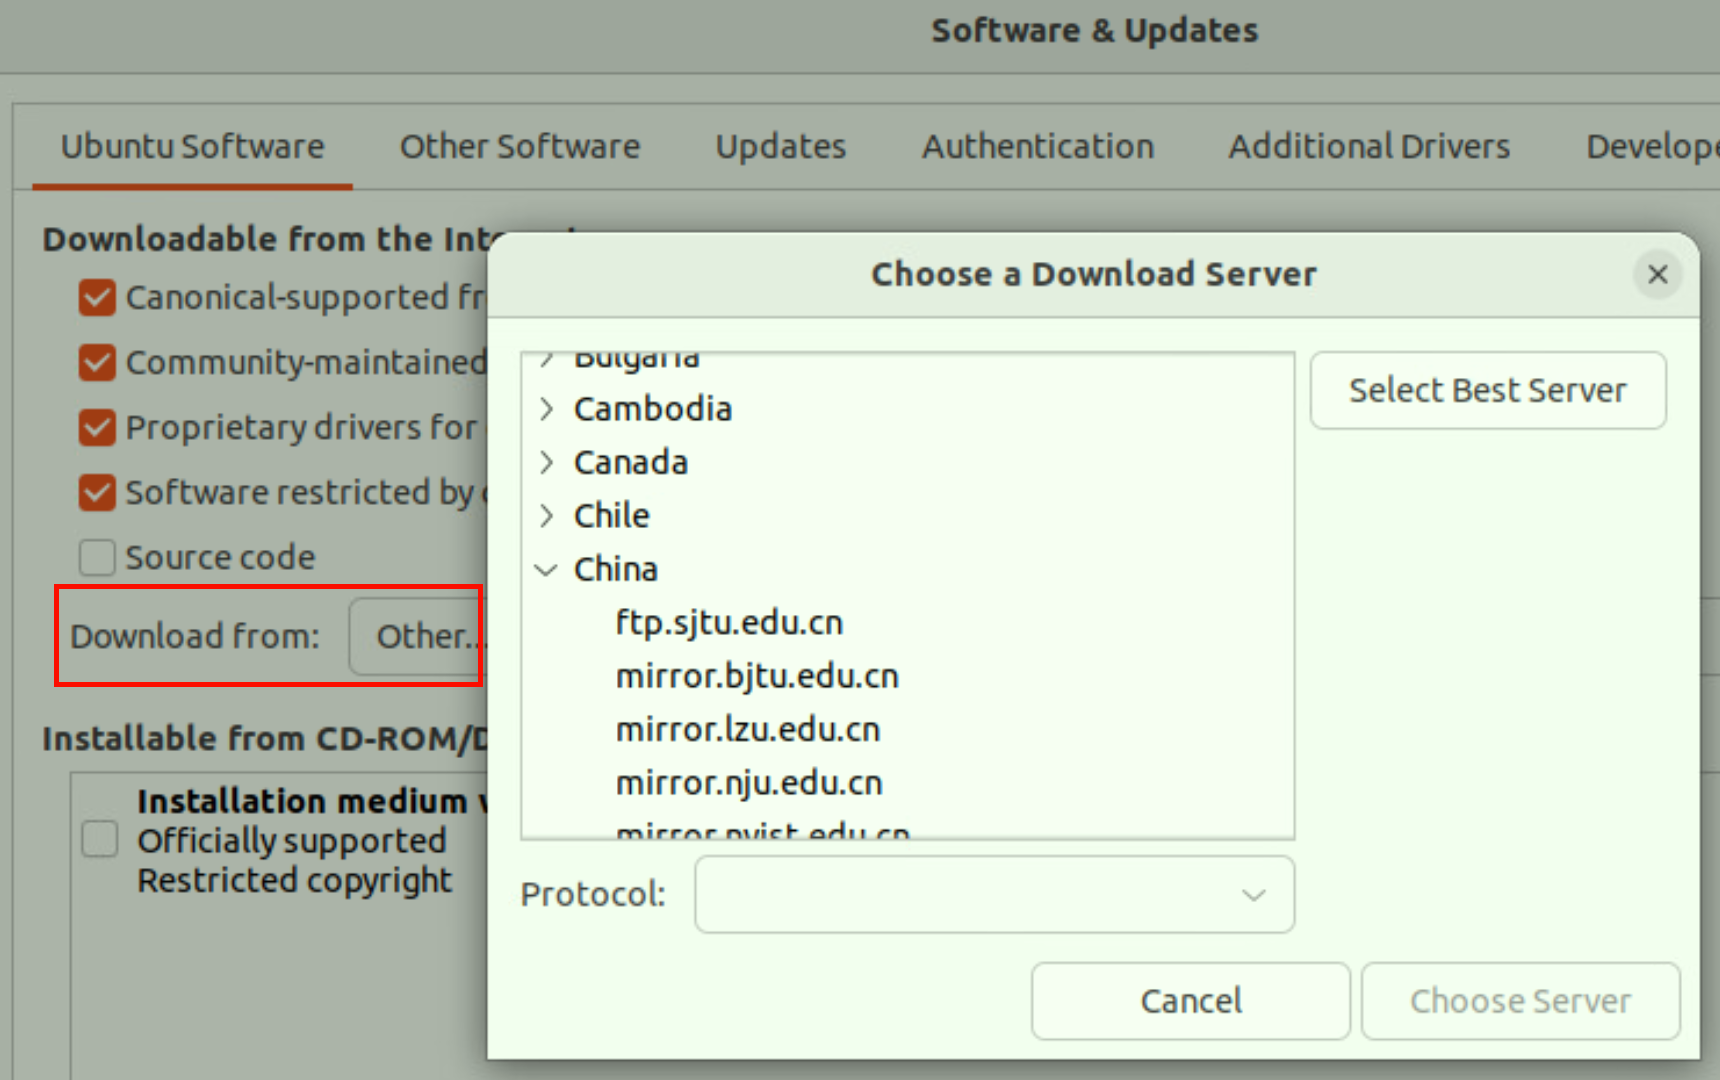 Software & Updates
Ubuntu Software Other Software Updates Authentication Additional Drivers Develope
Downloadable from the
Canonical-supported
Community-maintained
Proprietary drivers for
Software restricted by
Source code
Download from: Other...
Installable from CD-ROM/
Installation medium
Officially supported
Restricted copyright
Choose a Download Server
Bulgaria
Cambodia
Canada
Chile
China
ftp.sjtu.edu.cn
mirror.bjtu.edu.cn
mirror.lzu.edu.cn
mirror.nju.edu.cn
Select Best Server
Protocol:
Cancel Choose Server